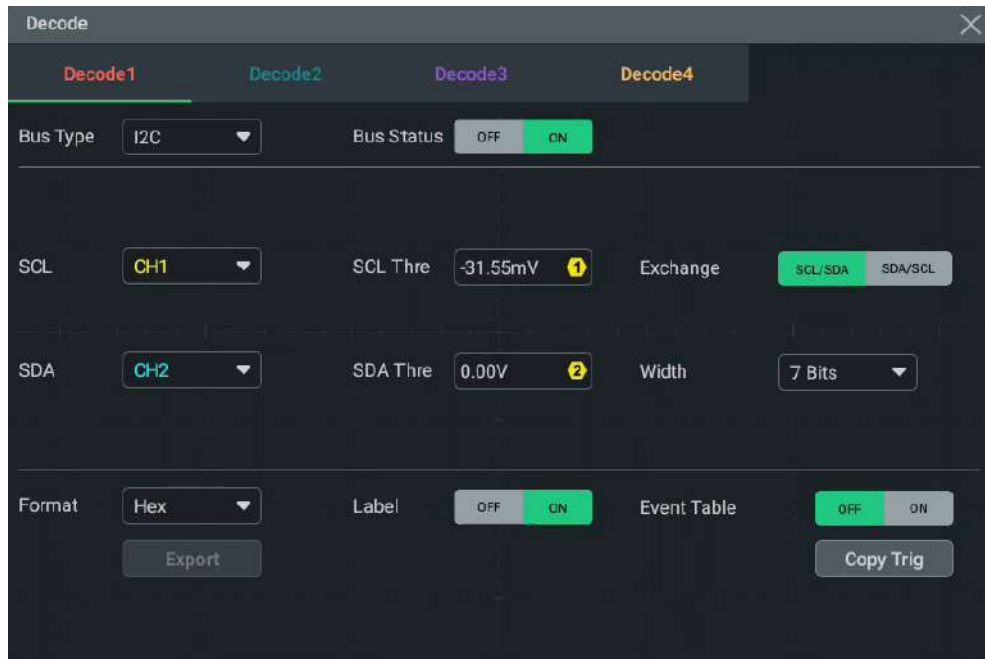 Decode
Decode1 Decode2 Decode3 Decode4
Bus Type I2C Bus Status OFF ON
SCL CH1 SCL Thre -31.55mV 1 Exchange SCL/SDA SDA/SCL
SDA CH2 SDA Thre 0.00V 2 Width 7 Bits
Format Hex Label OFF ON Event Table OFF ON
Export Copy Trig